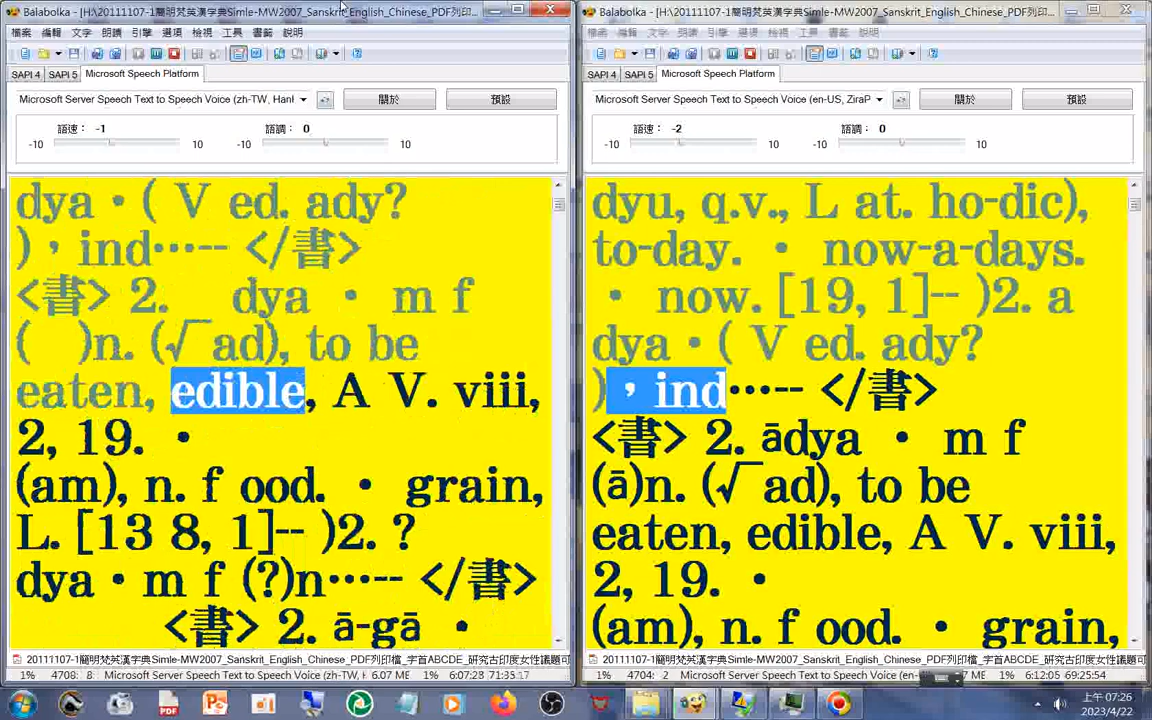 Balabolka - [H:\20111107-1簡明梵英漢字典Simle-MW2007_Sanskrit_English_Chinese_PDF列印...
檔案 編輯 文字 朗讀 引擎 選項 檢視 工具 書籤 說明
SAPI 4 SAPI 5 Microsoft Speech Platform
Microsoft Server Speech Text to Speech Voice (zh-TW, HanH
關於 預設
語速： -1 語調： 0
-10 10 -10 10
dya·( V ed. ady?
)，ind…-- </書>
<書> 2. dya · m f
( )n. (√ ad), to be
eaten, edible, A V. viii,
2, 19. ·
(am), n. f ood. · grain,
L. [13 8, 1]-- )2. ?
dya·m f (?)n…-- </書>
<書> 2. ā-gā ·
20111107-1簡明梵英漢字典Simle-MW2007_Sanskrit_English_Chinese_PDF列印檔_字首ABCDE_研究古印度女性議題可
1% 4708: 8 Microsoft Server Speech Text to Speech Voice (zh-TW, 6.07 ME 1% 6:07:28
Balabolka - [H:\20111107-1簡明梵英漢字典Simle-MW2007_Sanskrit_English_Chinese_PDF列印...
檔案 編輯 文字 朗讀 引擎 選項 檢視 工具 書籤 說明
SAPI 4 SAPI 5 Microsoft Speech Platform
Microsoft Server Speech Text to Speech Voice (en-US, ZiraP
關於 預設
語速： -2 語調： 0
-10 10 -10 10
dyu, q.v., L at. ho-dic),
to-day. · now-a-days.
· now. [19, 1]-- )2. a
dya·( V ed. ady?
)，ind…-- </書>
<書> 2. ādya · m f
(ā)n. (√ ad), to be
eaten, edible, A V. viii,
2, 19. ·
(am), n. f ood. · grain,
20111107-1簡明梵英漢字典Simle-MW2007_Sanskrit_English_Chinese_PDF列印檔_字首ABCDE_研究古印度女性議題可
1% 4704: 2 Microsoft Server Speech Text to Speech Voice (en-US, ME 1% 6:12:05 69:25:54
上午 07:26
2023/4/22